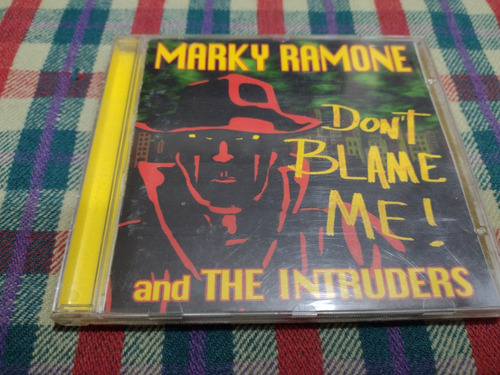 MARKY RAMONE
DON'T
BLAME
ME!
and THE INTRUDERS